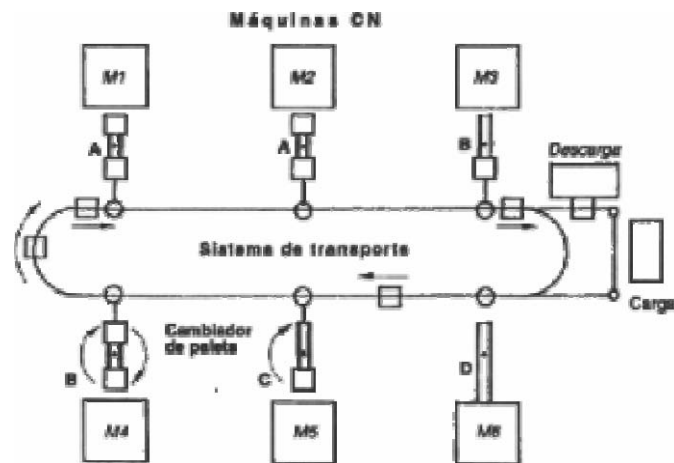 Máquinas CN
M1
M2
M3
A
A
B
Descarga
Sistema de transporte
Carga
Cambiador
de paleta
B
C
D
M4
M5
M6